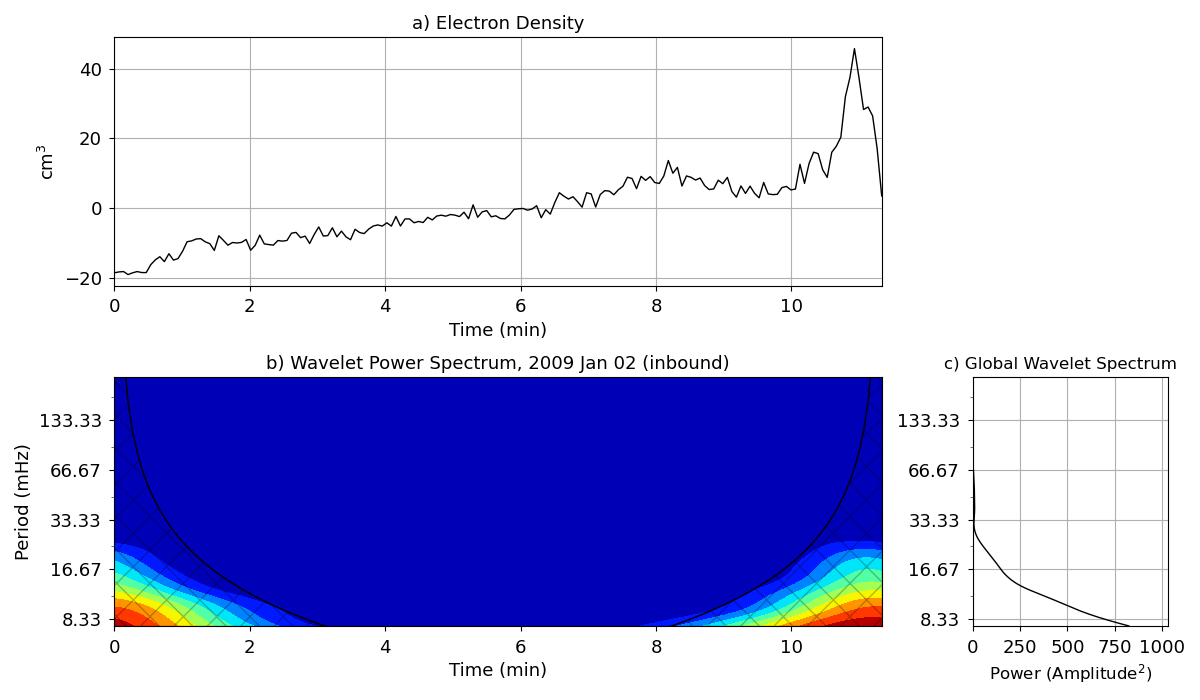 a) Electron Density
40
20
0
−20
cm³
0 2 4 6 8 10
Time (min)
b) Wavelet Power Spectrum, 2009 Jan 02 (inbound)
133.33
66.67
33.33
16.67
8.33
Period (mHz)
0 2 4 6 8 10
Time (min)
c) Global Wavelet Spectrum
133.33
66.67
33.33
16.67
8.33
0 250 500 750 1000
Power (Amplitude²)